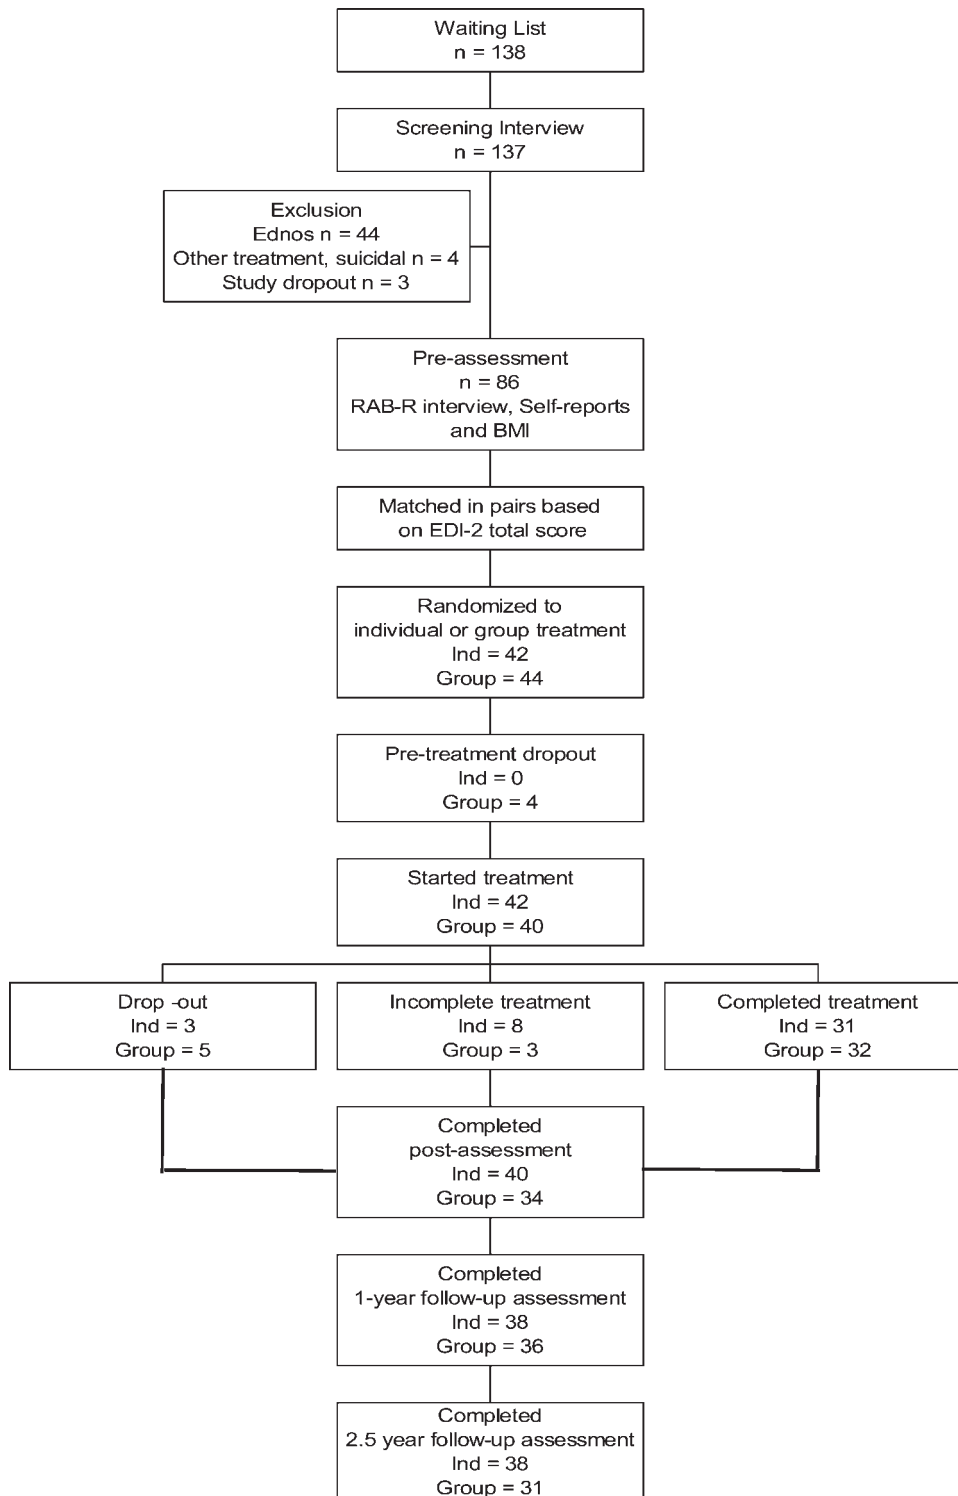 Waiting List
n = 138
Screening Interview
n = 137
Exclusion
Ednos n = 44
Other treatment, suicidal n = 4
Study dropout n = 3
Pre-assessment
n = 86
RAB-R interview, Self-reports
and BMI
Matched in pairs based
on EDI-2 total score
Randomized to
individual or group treatment
Ind = 42
Group = 44
Pre-treatment dropout
Ind = 0
Group = 4
Started treatment
Ind = 42
Group = 40
Drop -out
Ind = 3
Group = 5
Incomplete treatment
Ind = 8
Group = 3
Completed treatment
Ind = 31
Group = 32
Completed
post-assessment
Ind = 40
Group = 34
Completed
1-year follow-up assessment
Ind = 38
Group = 36
Completed
2.5 year follow-up assessment
Ind = 38
Group = 31